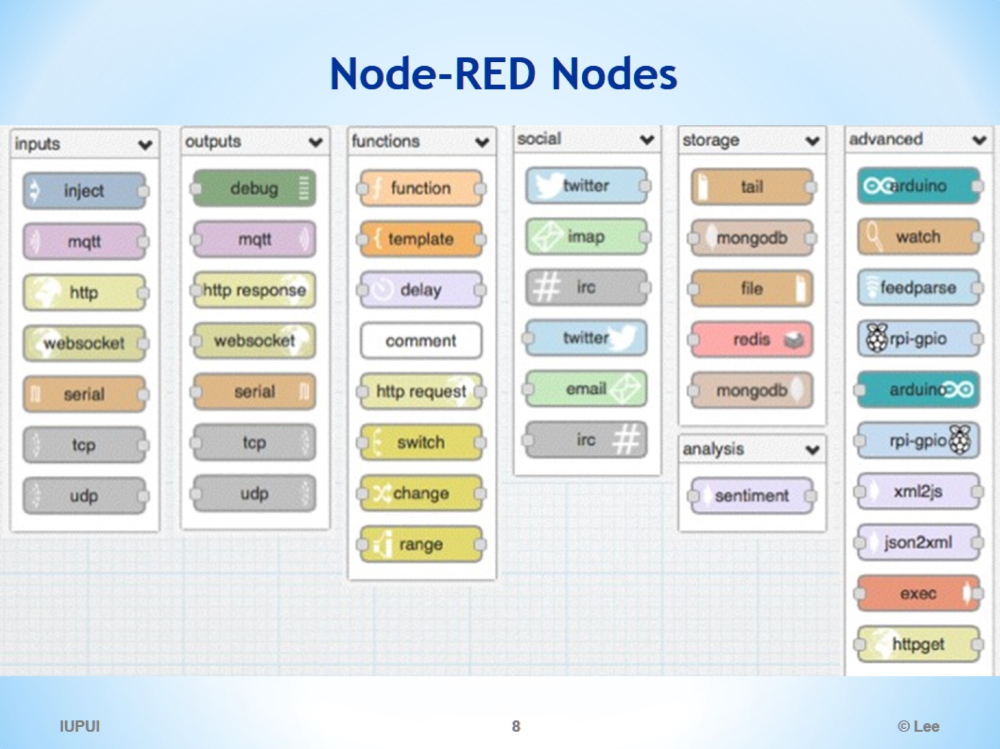 Node-RED Nodes
inputs
inject
mqtt
http
websocket
serial
tcp
udp
outputs
debug
mqtt
http response
websocket
serial
tcp
udp
functions
function
template
delay
comment
http request
switch
change
range
social
twitter
imap
irc
twitter
email
irc
storage
tail
mongodb
file
redis
mongodb
analysis
sentiment
advanced
arduino
watch
feedparse
rpi-gpio
arduino
rpi-gpio
xml2js
json2xml
exec
httpget
IUPUI
8
© Lee